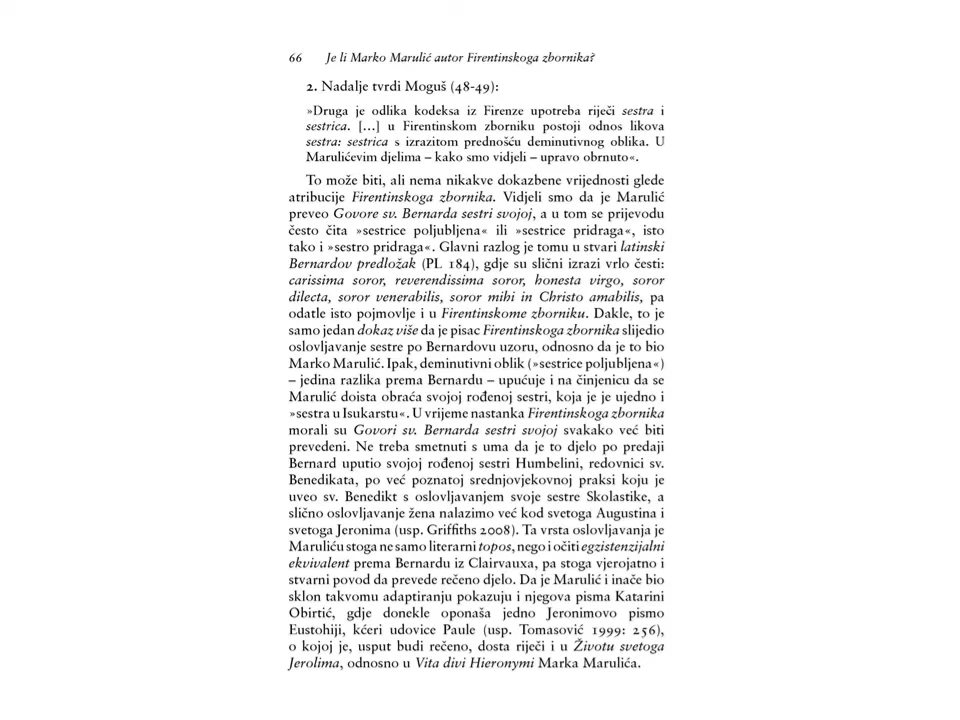 66 Je li Marko Marulić autor Firentinskoga zbornika?
2. Nadalje tvrdi Moguš (48-49):
»Druga je odlika kodeksa iz Firenze upotreba riječi sestra i
sestrica. […] u Firentinskom zborniku postoji odnos likova
sestra: sestrica s izrazitom prednošću deminutivnog oblika. U
Marulićevim djelima – kako smo vidjeli – upravo obrnuto«.
To može biti, ali nema nikakve dokazbene vrijednosti glede
atribucije Firentinskoga zbornika. Vidjeli smo da je Marulić
preveo Govore sv. Bernarda sestri svojoj, a u tom se prijevodu
često čita »sestrice poljubljena« ili »sestrice pridraga«, isto
tako i »sestro pridraga«. Glavni razlog je tomu u stvari latinski
Bernardov predložak (PL 184), gdje su slični izrazi vrlo česti:
carissima soror, reverendissima soror, honesta virgo, soror
dilecta, soror venerabilis, soror mihi in Christo amabilis, pa
odatle isto pojmovlje i u Firentinskome zborniku. Dakle, to je
samo jedan dokaz više da je pisac Firentinskoga zbornika slijedio
oslovljavanje sestre po Bernardovu uzoru, odnosno da je to bio
Marko Marulić. Ipak, deminutivni oblik (»sestrice poljubljena«)
– jedina razlika prema Bernardu – upućuje i na činjenicu da se
Marulić doista obraća svojoj rođenoj sestri, koja je je ujedno i
»sestra u Isukarstu«. U vrijeme nastanka Firentinskoga zbornika
morali su Govori sv. Bernarda sestri svojoj svakako već biti
prevedeni. Ne treba smetnuti s uma da je to djelo po predaji
Bernard uputio svojoj rođenoj sestri Humbelini, redovnici sv.
Benedikata, po već poznatoj srednjovjekovnoj praksi koju je
uveo sv. Benedikt s oslovljavanjem svoje sestre Skolastike, a
slično oslovljavanje žena nalazimo već kod svetoga Augustina i
svetoga Jeronima (usp. Griffiths 2008). Ta vrsta oslovljavanja je
Maruliću stoga ne samo literarni topos, nego i očiti egzistenzijalni
ekvivalent prema Bernardu iz Clairvauxa, pa stoga vjerojatno i
stvarni povod da prevede rečeno djelo. Da je Marulić i inače bio
sklon takvomu adaptiranju pokazuju i njegova pisma Katarini
Obirtić, gdje donekle oponaša jedno Jeronimovo pismo
Eustohiji, kćeri udovice Paule (usp. Tomasović 1999: 256),
o kojoj je, usput budi rečeno, dosta riječi i u Životu svetoga
Jerolima, odnosno u Vita divi Hieronymi Marka Marulića.